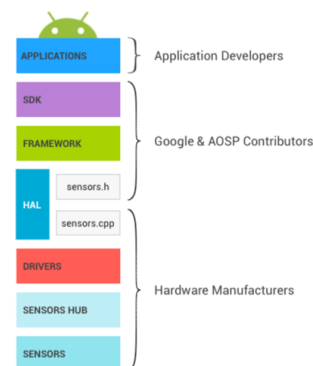 APPLICATIONS
Application Developers
SDK
FRAMEWORK
Google & AOSP Contributors
HAL
sensors.h
sensors.cpp
DRIVERS
SENSORS HUB
Hardware Manufacturers
SENSORS